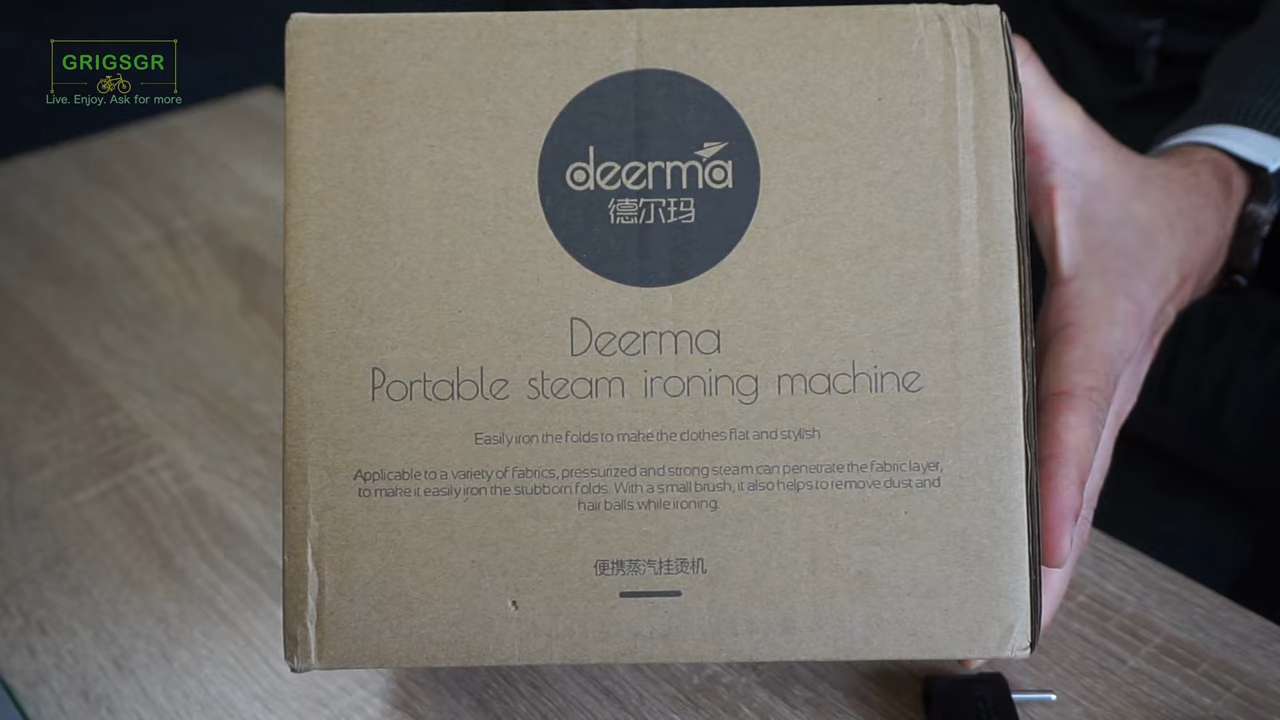 GRIGSGR
Live. Enjoy. Ask for more
deerma
德尔玛
Deerma
Portable steam ironing machine
Easily iron the folds to make the clothes flat and stylish
Applicable to a variety of fabrics, pressurized and strong steam can penetrate the fabric layer,
to make it easily iron the stubborn folds. With a small brush, it also helps to remove dust and
hair balls while ironing.
便携蒸汽挂烫机